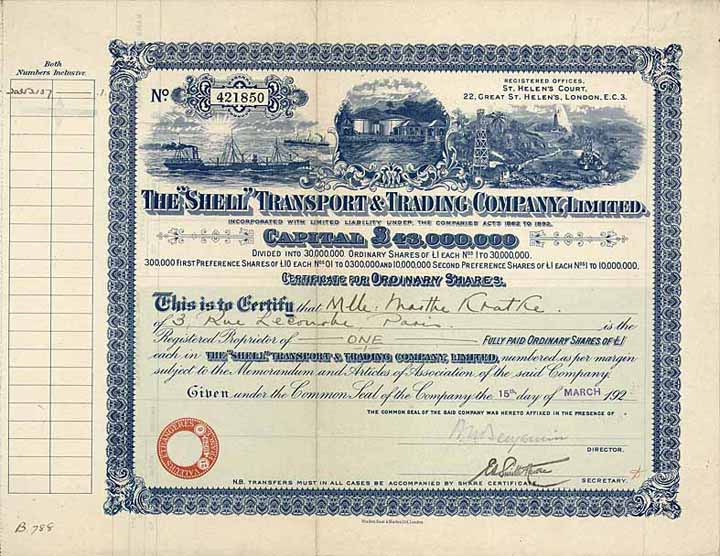 Both
Numbers Inclusive.
1
No. 421850
REGISTERED OFFICES,
ST. HELEN'S COURT,
22, GREAT ST. HELEN'S, LONDON, E.C.3.
THE "SHELL" TRANSPORT & TRADING COMPANY, LIMITED.
INCORPORATED WITH LIMITED LIABILITY UNDER THE COMPANIES ACTS 1862 TO 1892.
CAPITAL £43,000,000
DIVIDED INTO 30,000,000 ORDINARY SHARES OF £1 EACH Nos 1 TO 30,000,000.
300,000 FIRST PREFERENCE SHARES OF £10 EACH Nos 01 TO 0300,000 AND 10,000,000 SECOND PREFERENCE SHARES OF £1 EACH Nos 1 TO 10,000,000.
CERTIFICATE FOR ORDINARY SHARES.
This is to Certify that Mlle. Marthe Kratke
of 3, Rue Lecourbe, Paris. is the
Registered Proprietor of ONE FULLY PAID ORDINARY SHARES OF £1
each in THE "SHELL" TRANSPORT & TRADING COMPANY, LIMITED, numbered as per margin
subject to the Memorandum and Articles of Association of the said Company.
Given under the Common Seal of the Company the 15th day of MARCH 192
THE COMMON SEAL OF THE SAID COMPANY WAS HERETO AFFIXED IN THE PRESENCE OF
DIRECTOR.
SECRETARY.
VALEURS ETRANGERES
N.B. TRANSFERS MUST IN ALL CASES BE ACCOMPANIED BY SHARE CERTIFICATE.
B. 788